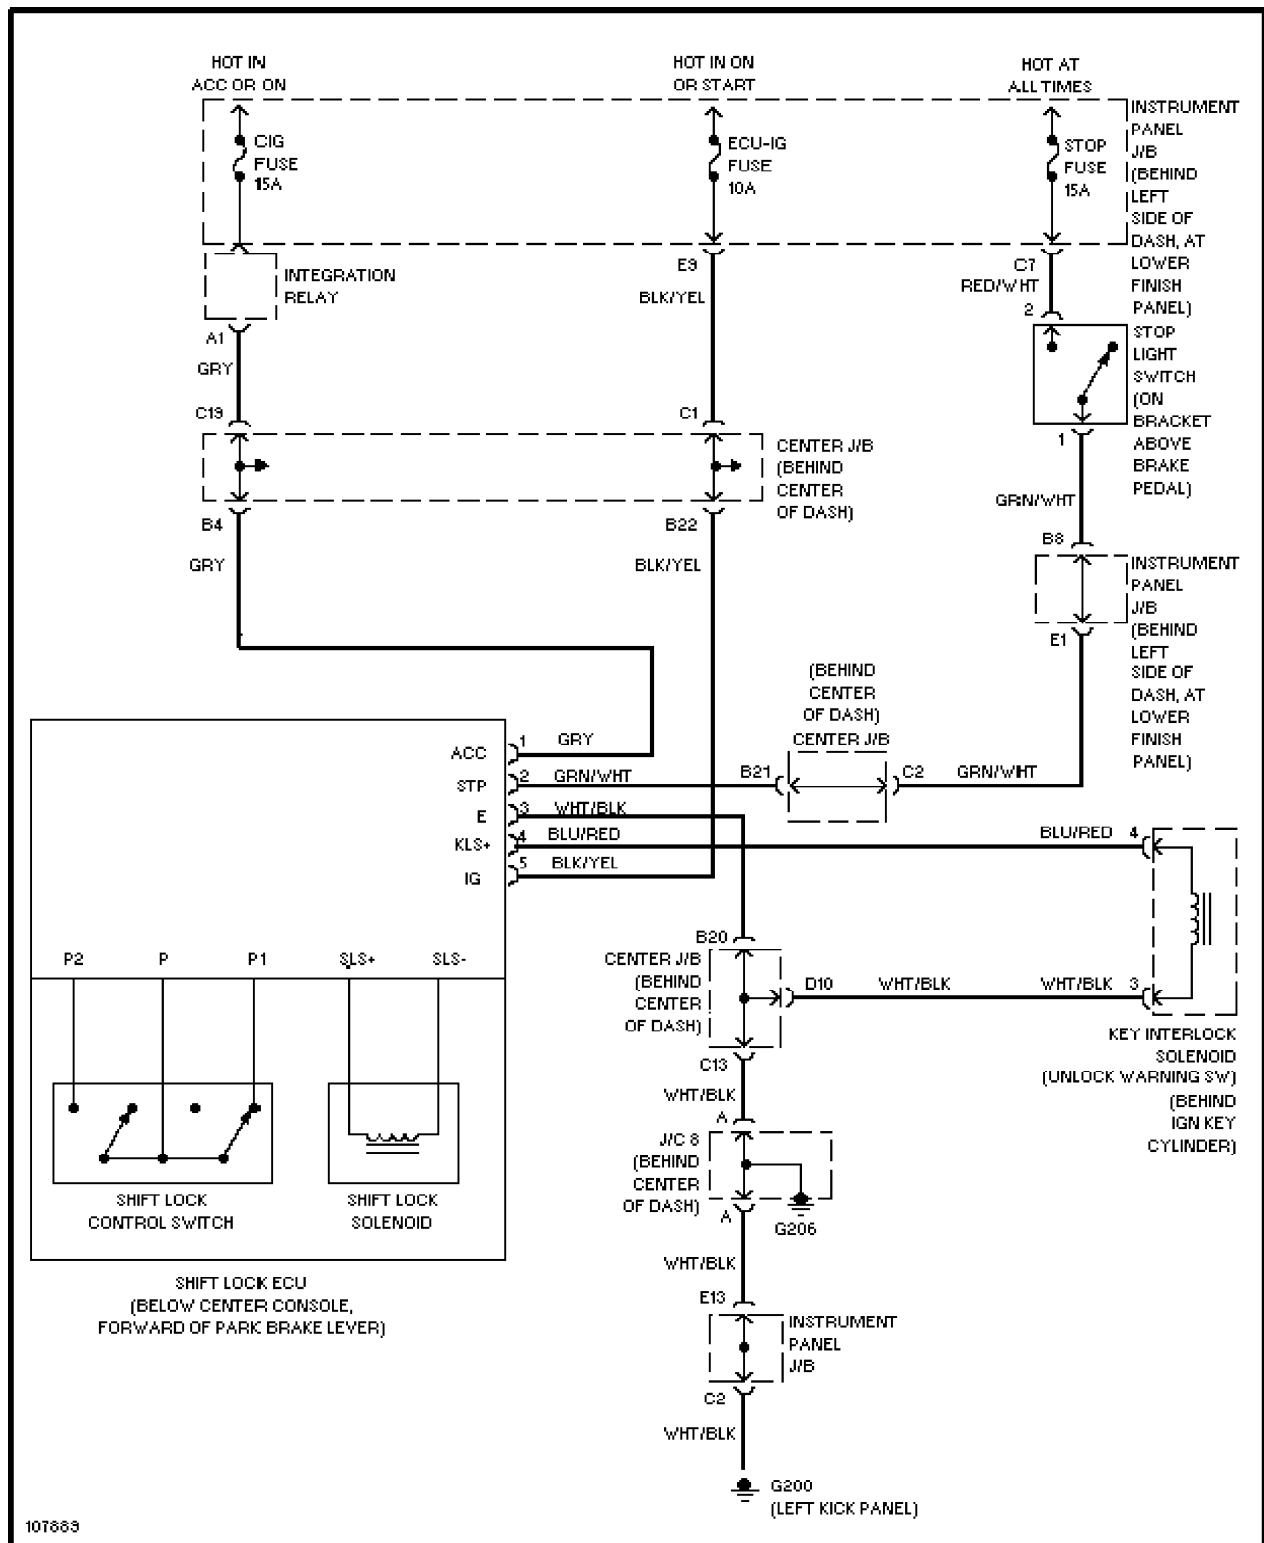 HOT IN
ACC OR ON
HOT IN ON
OR START
HOT AT
ALL TIMES
CIG
FUSE
15A
ECU-IG
FUSE
10A
STOP
FUSE
15A
INSTRUMENT
PANEL
J/B
(BEHIND
LEFT
SIDE OF
DASH, AT
LOWER
FINISH
PANEL)
INTEGRATION
RELAY
E9
BLK/YEL
C7
RED/WHT
2
A1
GRY
STOP
LIGHT
SWITCH
(ON
BRACKET
ABOVE
BRAKE
PEDAL)
C19
C1
1
CENTER J/B
(BEHIND
CENTER
OF DASH)
GRN/WHT
B4
B22
B8
GRY
BLK/YEL
INSTRUMENT
PANEL
J/B
(BEHIND
LEFT
SIDE OF
DASH, AT
LOWER
FINISH
PANEL)
E1
(BEHIND
CENTER
OF DASH)
CENTER J/B
ACC 1 GRY
STP 2 GRN/WHT B21 C2 GRN/WHT
E 3 WHT/BLK
KLS+ 4 BLU/RED BLU/RED 4
IG 5 BLK/YEL
P2 P P1 SLS+ SLS-
B20
CENTER J/B
(BEHIND
CENTER
OF DASH)
D10 WHT/BLK WHT/BLK 3
C13
WHT/BLK
KEY INTERLOCK
SOLENOID
(UNLOCK WARNING SW)
(BEHIND
IGN KEY
CYLINDER)
A
J/C 8
(BEHIND
CENTER
OF DASH)
A
G206
SHIFT LOCK
CONTROL SWITCH
SHIFT LOCK
SOLENOID
WHT/BLK
SHIFT LOCK ECU
(BELOW CENTER CONSOLE,
FORWARD OF PARK BRAKE LEVER)
E13
INSTRUMENT
PANEL
J/B
C2
WHT/BLK
G200
(LEFT KICK PANEL)
107889